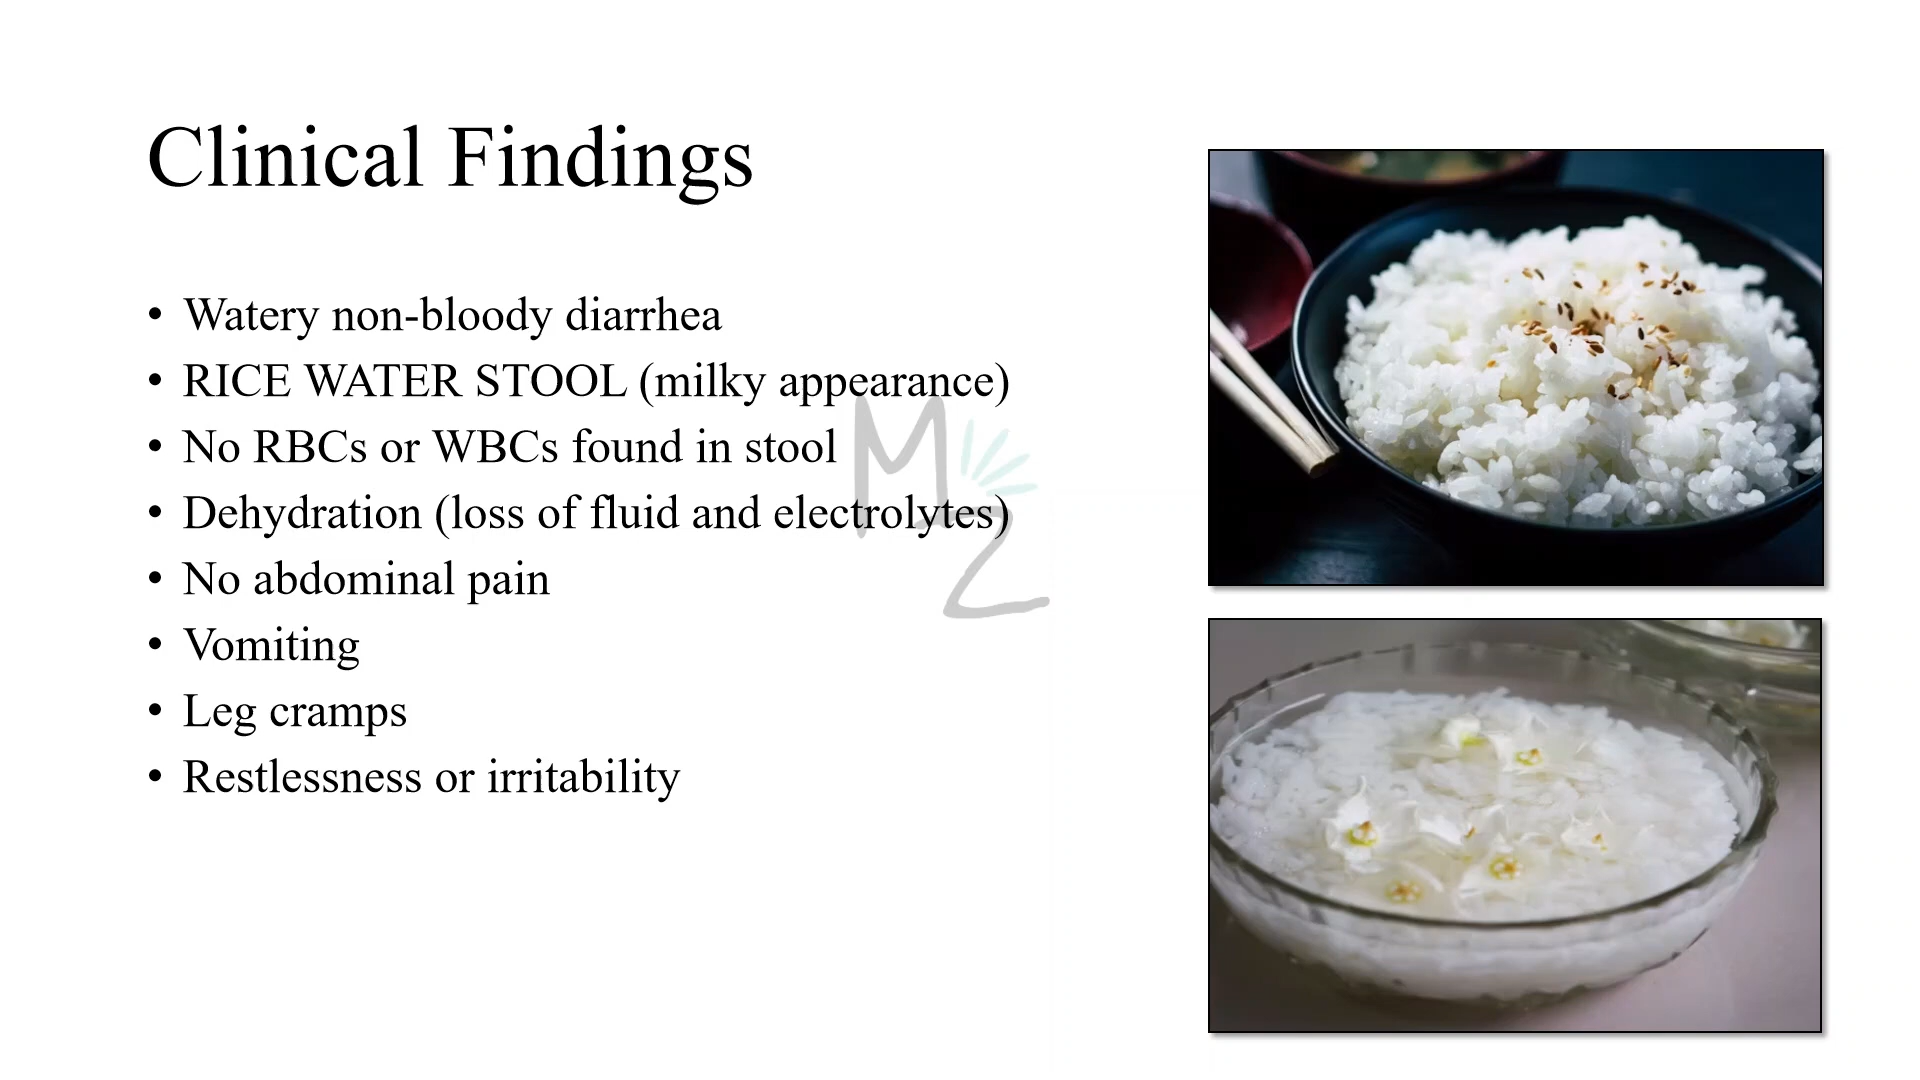 Clinical Findings
• Watery non-bloody diarrhea
• RICE WATER STOOL (milky appearance)
• No RBCs or WBCs found in stool
• Dehydration (loss of fluid and electrolytes)
• No abdominal pain
• Vomiting
• Leg cramps
• Restlessness or irritability
M
Z